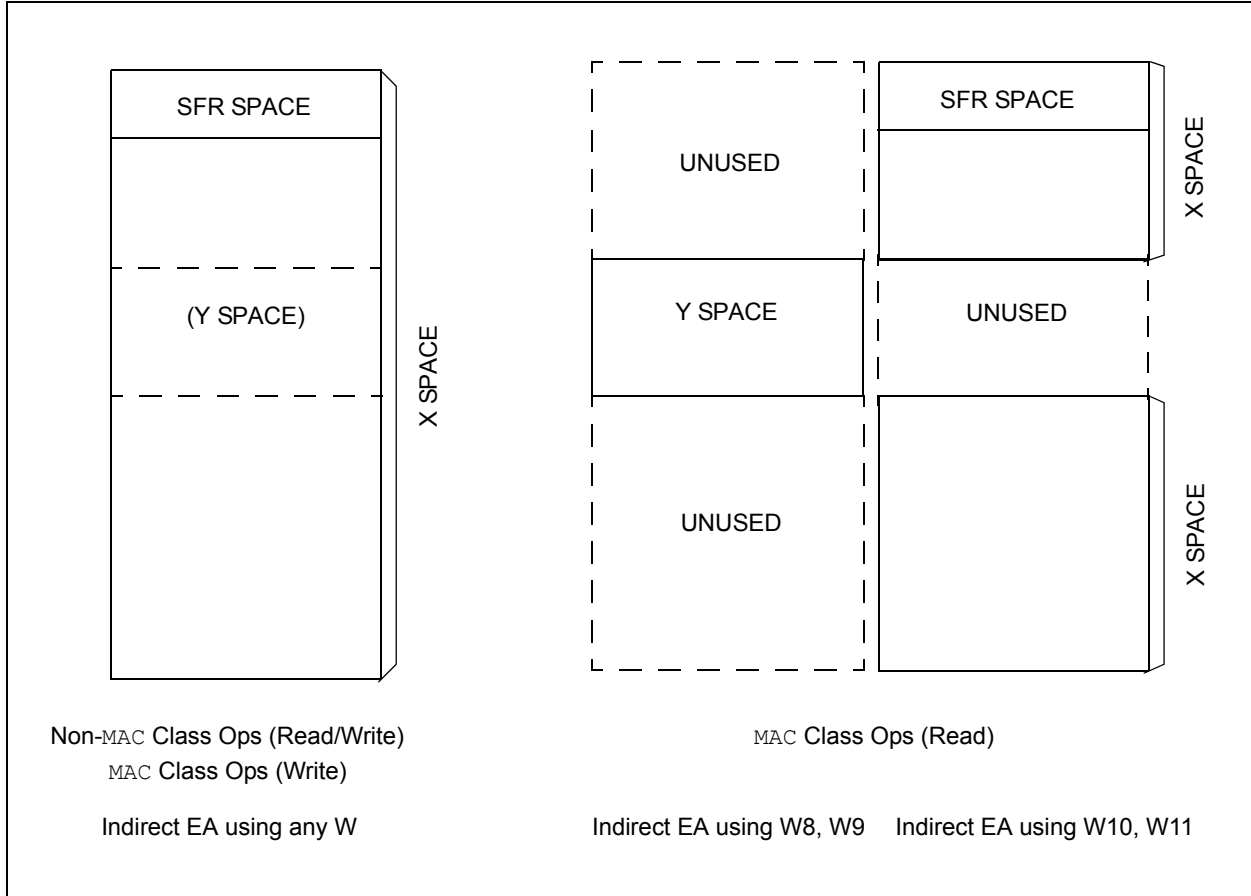 SFR SPACE
(Y SPACE)
X SPACE
Non-MAC Class Ops (Read/Write)
MAC Class Ops (Write)
Indirect EA using any W
UNUSED
Y SPACE
UNUSED
SFR SPACE
X SPACE
UNUSED
X SPACE
MAC Class Ops (Read)
Indirect EA using W8, W9
Indirect EA using W10, W11